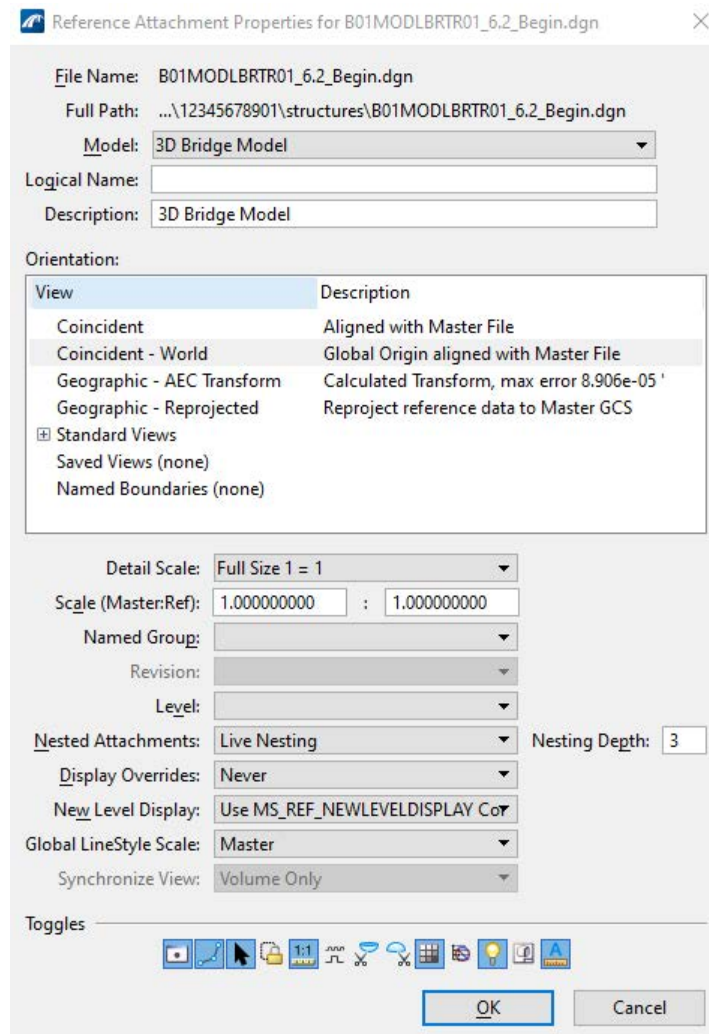 Reference Attachment Properties for B01MODLBRTR01_6.2_Begin.dgn
File Name: B01MODLBRTR01_6.2_Begin.dgn
Full Path: ...\12345678901\structures\B01MODLBRTR01_6.2_Begin.dgn
Model: 3D Bridge Model
Logical Name:
Description: 3D Bridge Model
Orientation:
View Description
Coincident Aligned with Master File
Coincident - World Global Origin aligned with Master File
Geographic - AEC Transform Calculated Transform, max error 8.906e-05 '
Geographic - Reprojected Reproject reference data to Master GCS
Standard Views
Saved Views (none)
Named Boundaries (none)
Detail Scale: Full Size 1 = 1
Scale (Master:Ref): 1.000000000 : 1.000000000
Named Group:
Revision:
Level:
Nested Attachments: Live Nesting Nesting Depth: 3
Display Overrides: Never
New Level Display: Use MS_REF_NEWLEVELDISPLAY Cor
Global LineStyle Scale: Master
Synchronize View: Volume Only
Toggles
1:1 A
OK Cancel